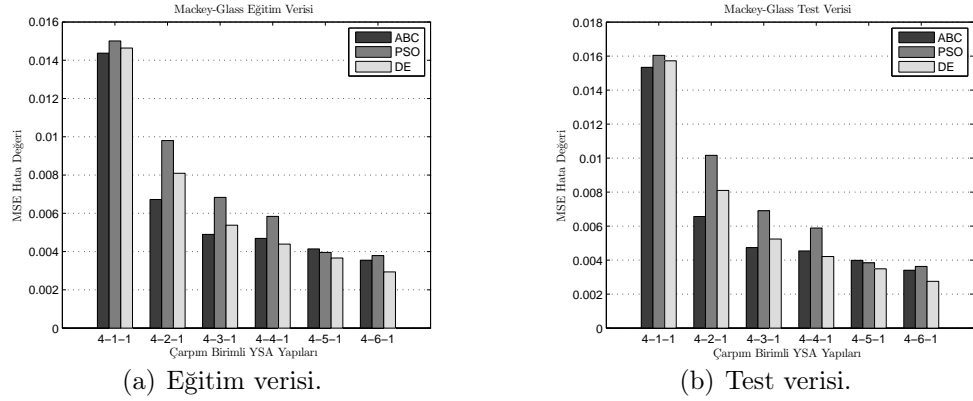 Mackey-Glass Eğitim Verisi
0.016
0.014
0.012
0.01
0.008
0.006
0.004
0.002
0
MSE Hata Değeri
ABC
PSO
DE
4−1−1 4−2−1 4−3−1 4−4−1 4−5−1 4−6−1
Çarpım Birimli YSA Yapıları
(a) Eğitim verisi.
Mackey-Glass Test Verisi
0.018
0.016
0.014
0.012
0.01
0.008
0.006
0.004
0.002
0
MSE Hata Değeri
ABC
PSO
DE
4−1−1 4−2−1 4−3−1 4−4−1 4−5−1 4−6−1
Çarpım Birimli YSA Yapıları
(b) Test verisi.